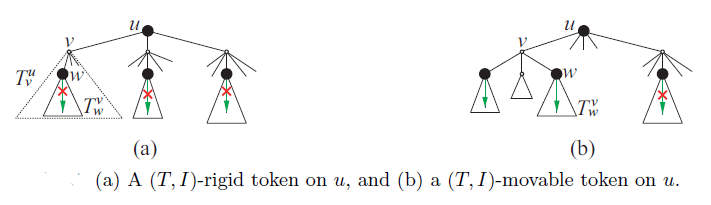 u
v
T_v^u
w
T_w^v
u
v
w
T_w^v
(a)
(b)
(a) A (T, I)-rigid token on u, and (b) a (T, I)-movable token on u.